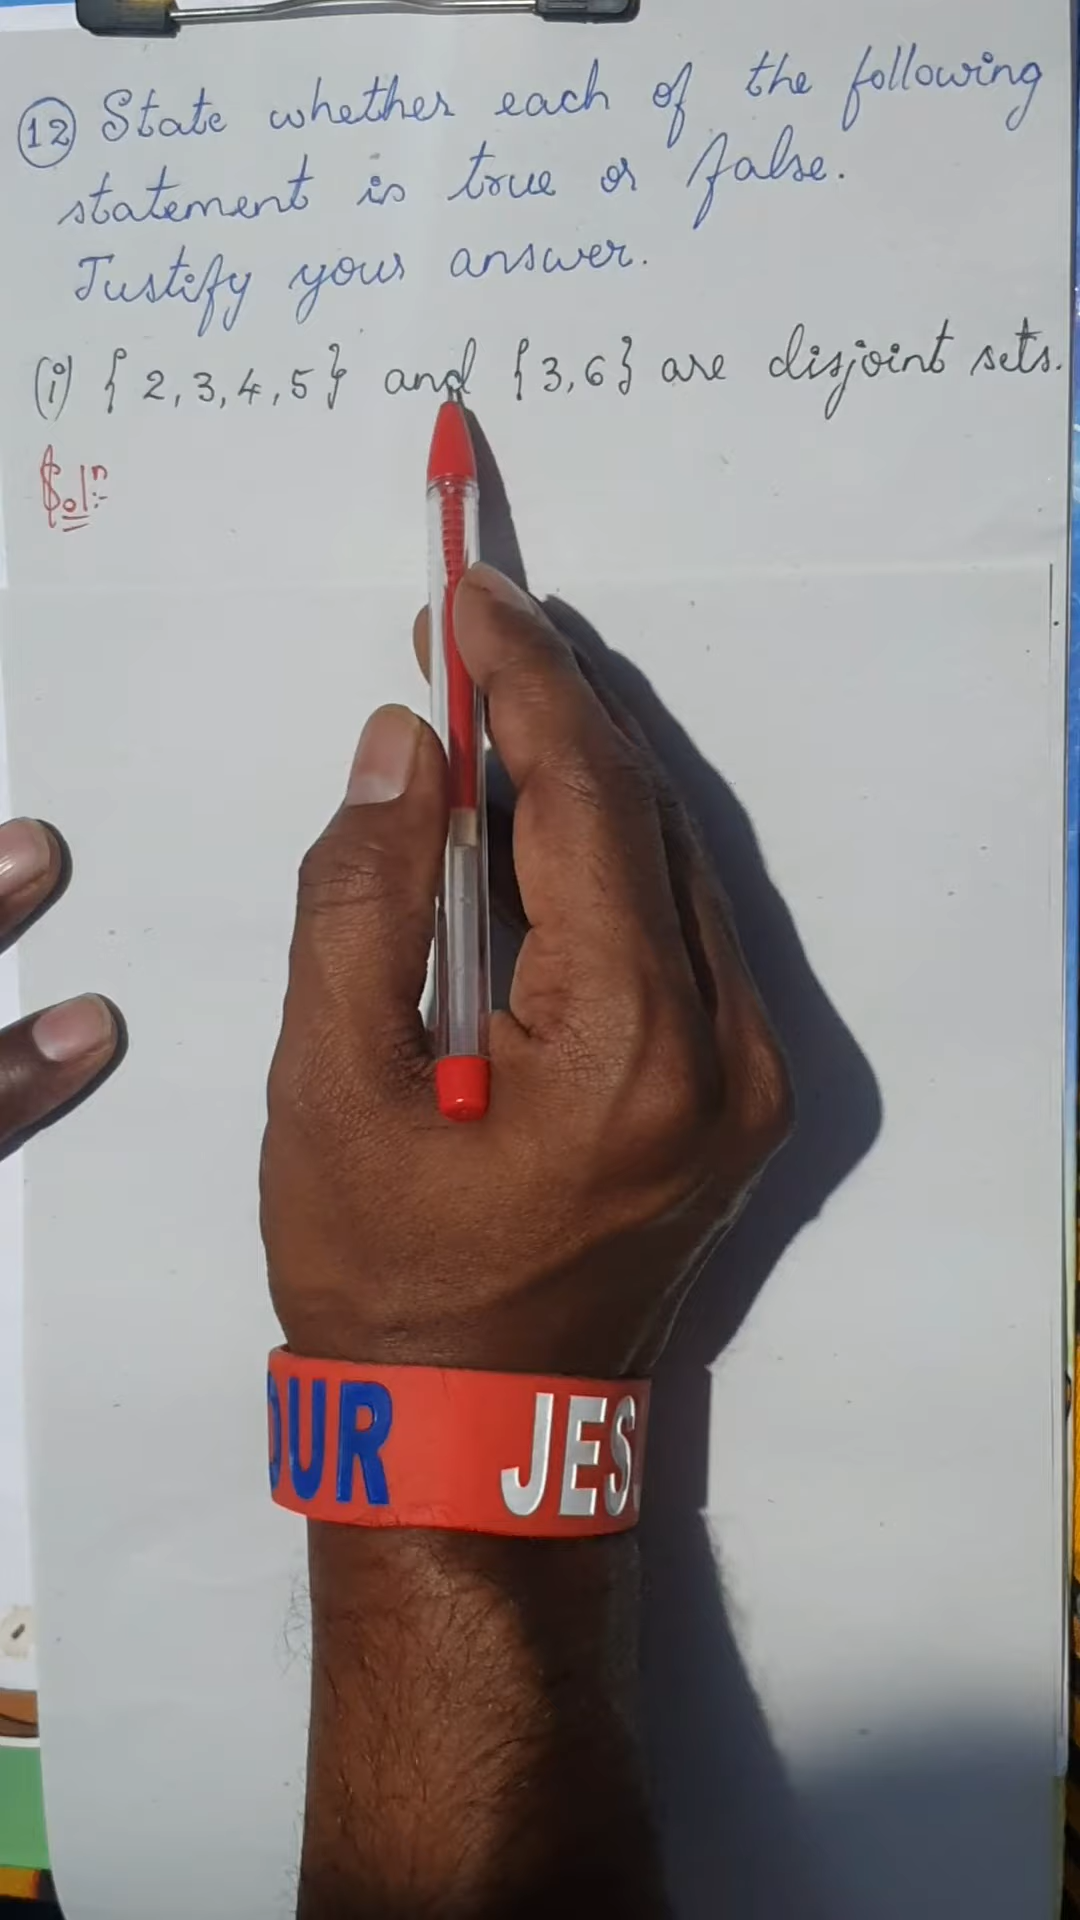 12 State whether each of the following
statement is true or false.
Justify your answer.
(i) { 2, 3, 4, 5 } and { 3, 6 } are disjoint sets.
Solⁿ:-
OUR JES